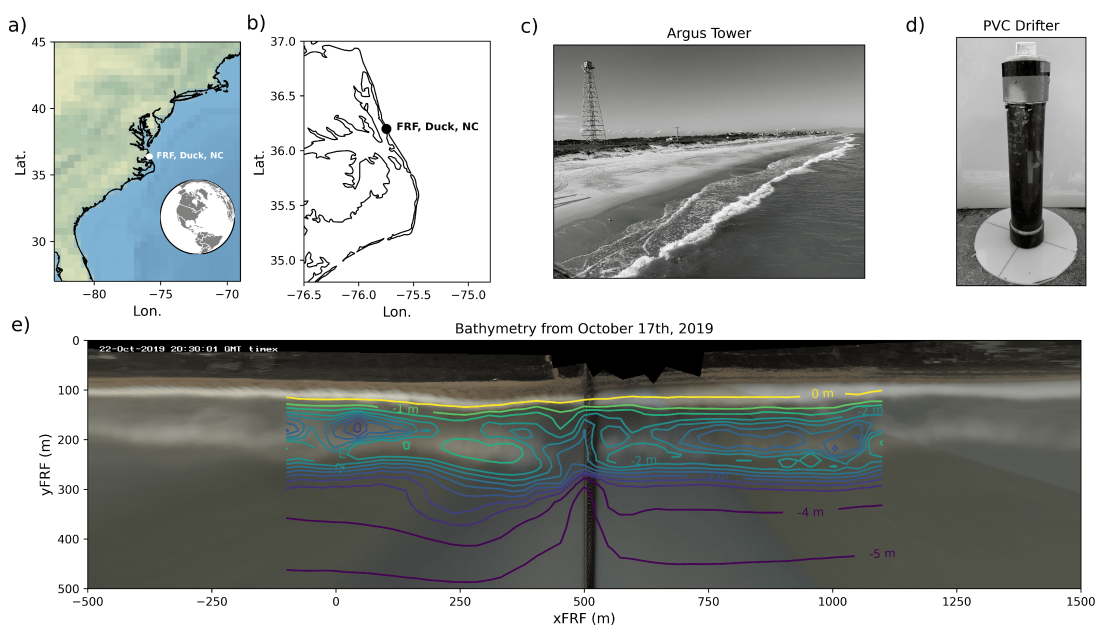 a)
45
40
35
30
Lat.
FRF, Duck, NC
−80
−75
−70
Lon.
b)
37.0
36.5
36.0
35.5
35.0
Lat.
FRF, Duck, NC
−76.5
−76.0
−75.5
−75.0
Lon.
c)
Argus Tower
d)
PVC Drifter
e)
Bathymetry from October 17th, 2019
22-Oct-2019 20:30:01 GMT timex
0
100
200
300
400
500
yFRF (m)
0 m
-1 m
-2 m
-2 m
-4 m
-5 m
−500
−250
0
250
500
750
1000
1250
1500
xFRF (m)